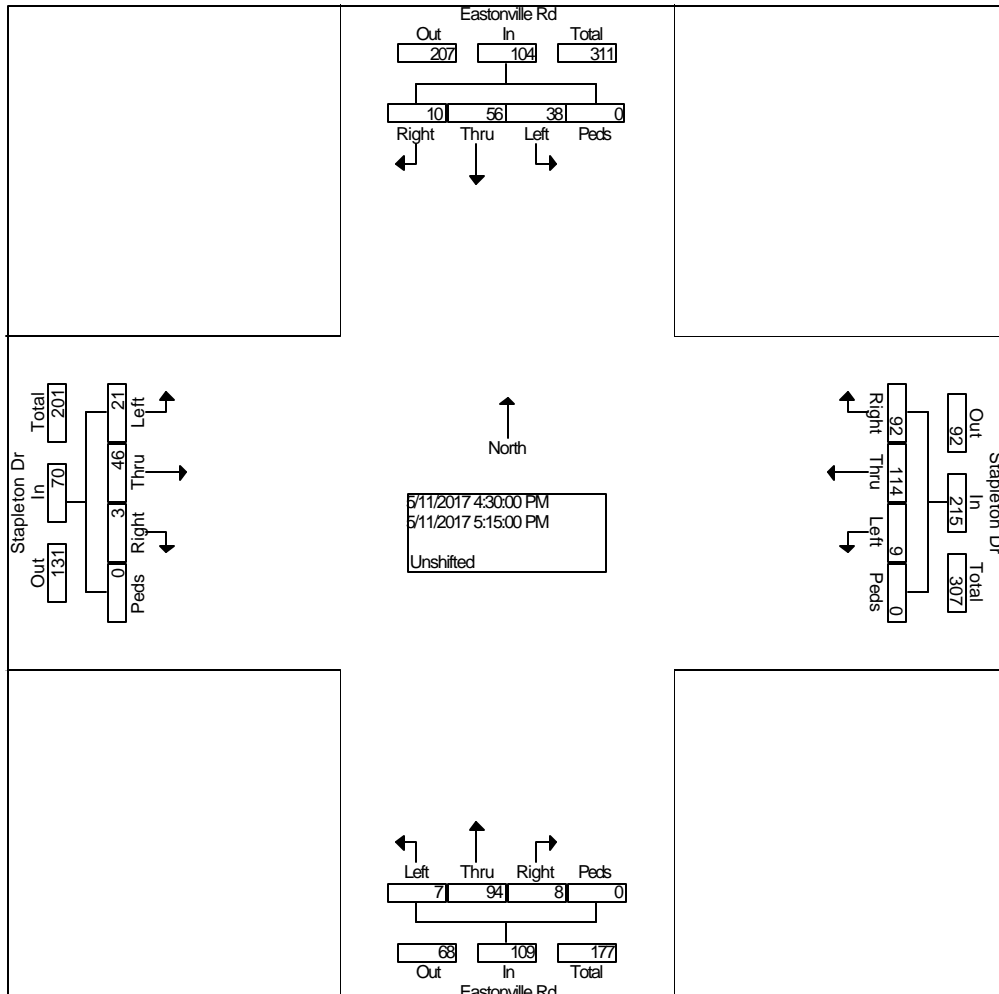 Eastonville Rd
Out In Total
207 104 311
10 56 38 0
Right Thru Left Peds
Stapleton Dr
Total In Out
201 70 131
21 46 3 0
Left Thru Right Peds
North
5/11/2017 4:30:00 PM
5/11/2017 5:15:00 PM
Unshifted
Right Thru Left Peds
92 114 9 0
92 215 307
Out In Total
Stapleton Dr
Left Thru Right Peds
7 94 8 0
68 109 177
Out In Total
Eastonville Rd